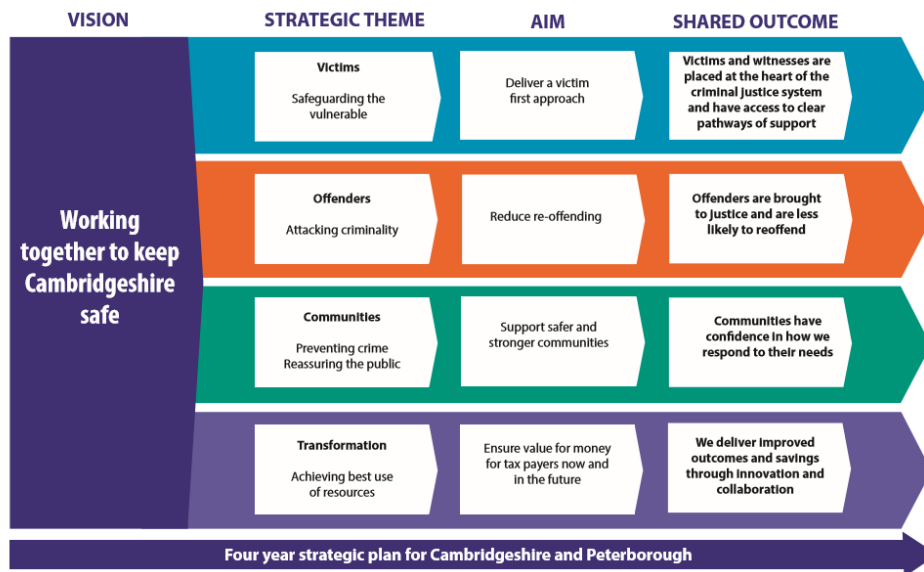 VISION
STRATEGIC THEME
AIM
SHARED OUTCOME
Working
together to keep
Cambridgeshire
safe
Victims
Safeguarding the
vulnerable
Deliver a victim
first approach
Victims and witnesses are
placed at the heart of the
criminal justice system
and have access to clear
pathways of support
Offenders
Attacking criminality
Reduce re-offending
Offenders are brought
to justice and are less
likely to reoffend
Communities
Preventing crime
Reassuring the public
Support safer and
stronger communities
Communities have
confidence in how we
respond to their needs
Transformation
Achieving best use
of resources
Ensure value for money
for tax payers now and
in the future
We deliver improved
outcomes and savings
through innovation and
collaboration
Four year strategic plan for Cambridgeshire and Peterborough